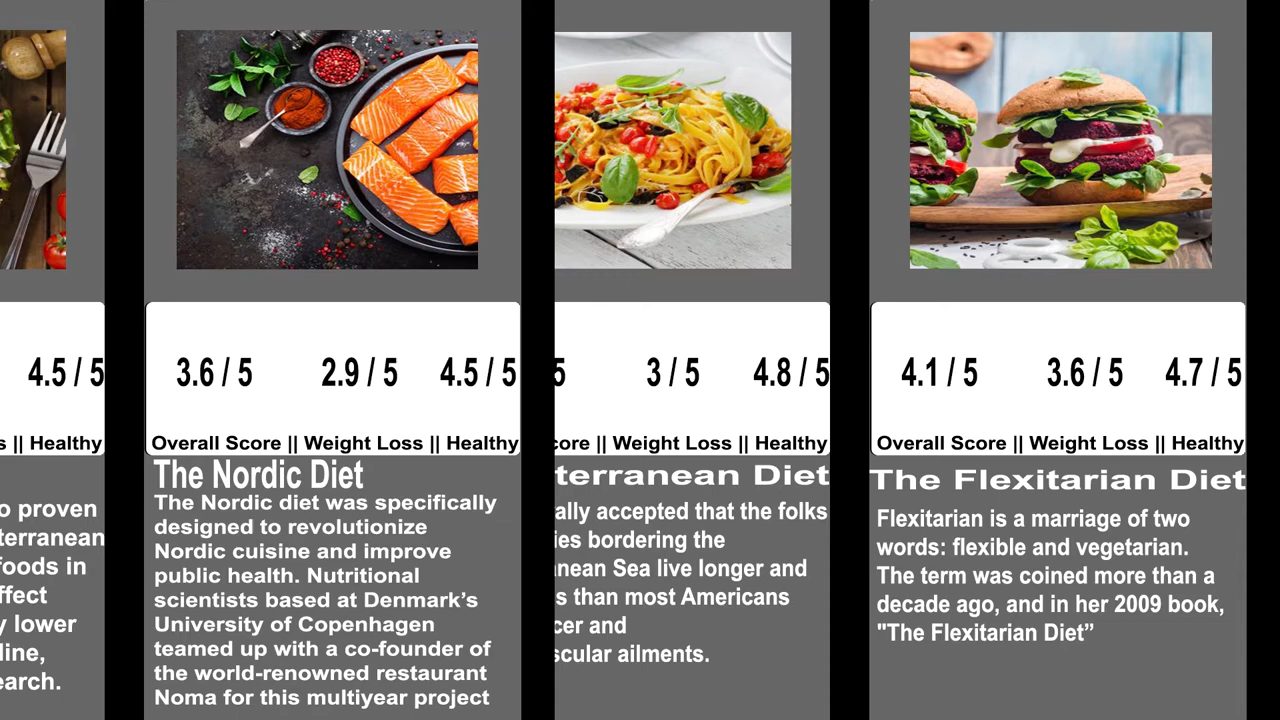 4.5 / 5
s || Healthy
o proven
terranean
foods in
ffect
y lower
line,
earch.
3.6 / 5 2.9 / 5 4.5 / 5
Overall Score || Weight Loss || Healthy
The Nordic Diet
The Nordic diet was specifically
designed to revolutionize
Nordic cuisine and improve
public health. Nutritional
scientists based at Denmark’s
University of Copenhagen
teamed up with a co-founder of
the world-renowned restaurant
Noma for this multiyear project
5 3 / 5 4.8 / 5
core || Weight Loss || Healthy
terranean Diet
ally accepted that the folks
ies bordering the
anean Sea live longer and
s than most Americans
cer and
scular ailments.
4.1 / 5 3.6 / 5 4.7 / 5
Overall Score || Weight Loss || Healthy
The Flexitarian Diet
Flexitarian is a marriage of two
words: flexible and vegetarian.
The term was coined more than a
decade ago, and in her 2009 book,
"The Flexitarian Diet”